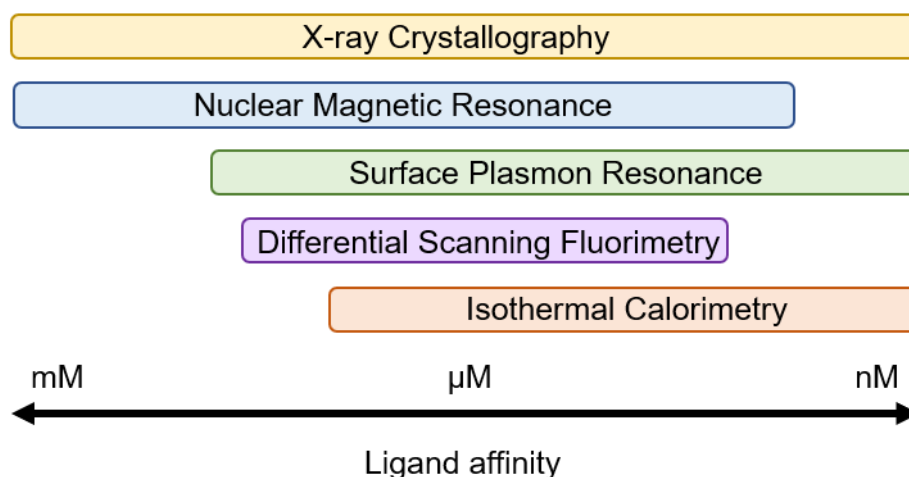 X-ray Crystallography
Nuclear Magnetic Resonance
Surface Plasmon Resonance
Differential Scanning Fluorimetry
Isothermal Calorimetry
mM µM nM
Ligand affinity